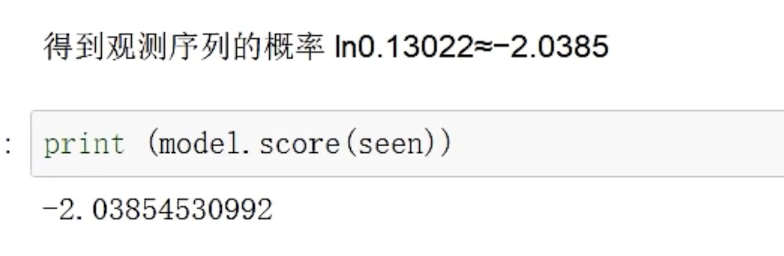 得到观测序列的概率 ln0.13022≈−2.0385
:
print (model.score(seen))
-2.03854530992